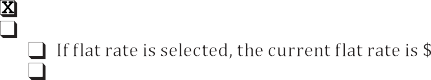 X
If flat rate is selected, the current flat rate is $